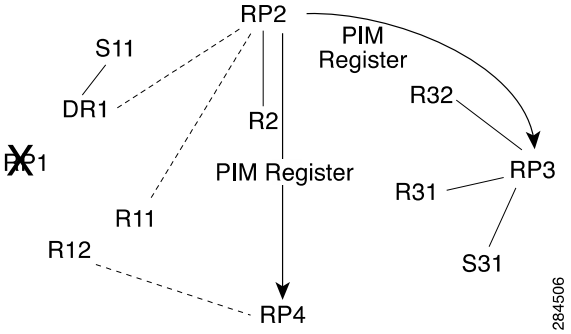 RP2
PIM
Register
S11
R32
DR1
R2
RP1
PIM Register
RP3
R31
R11
R12
S31
RP4
284506